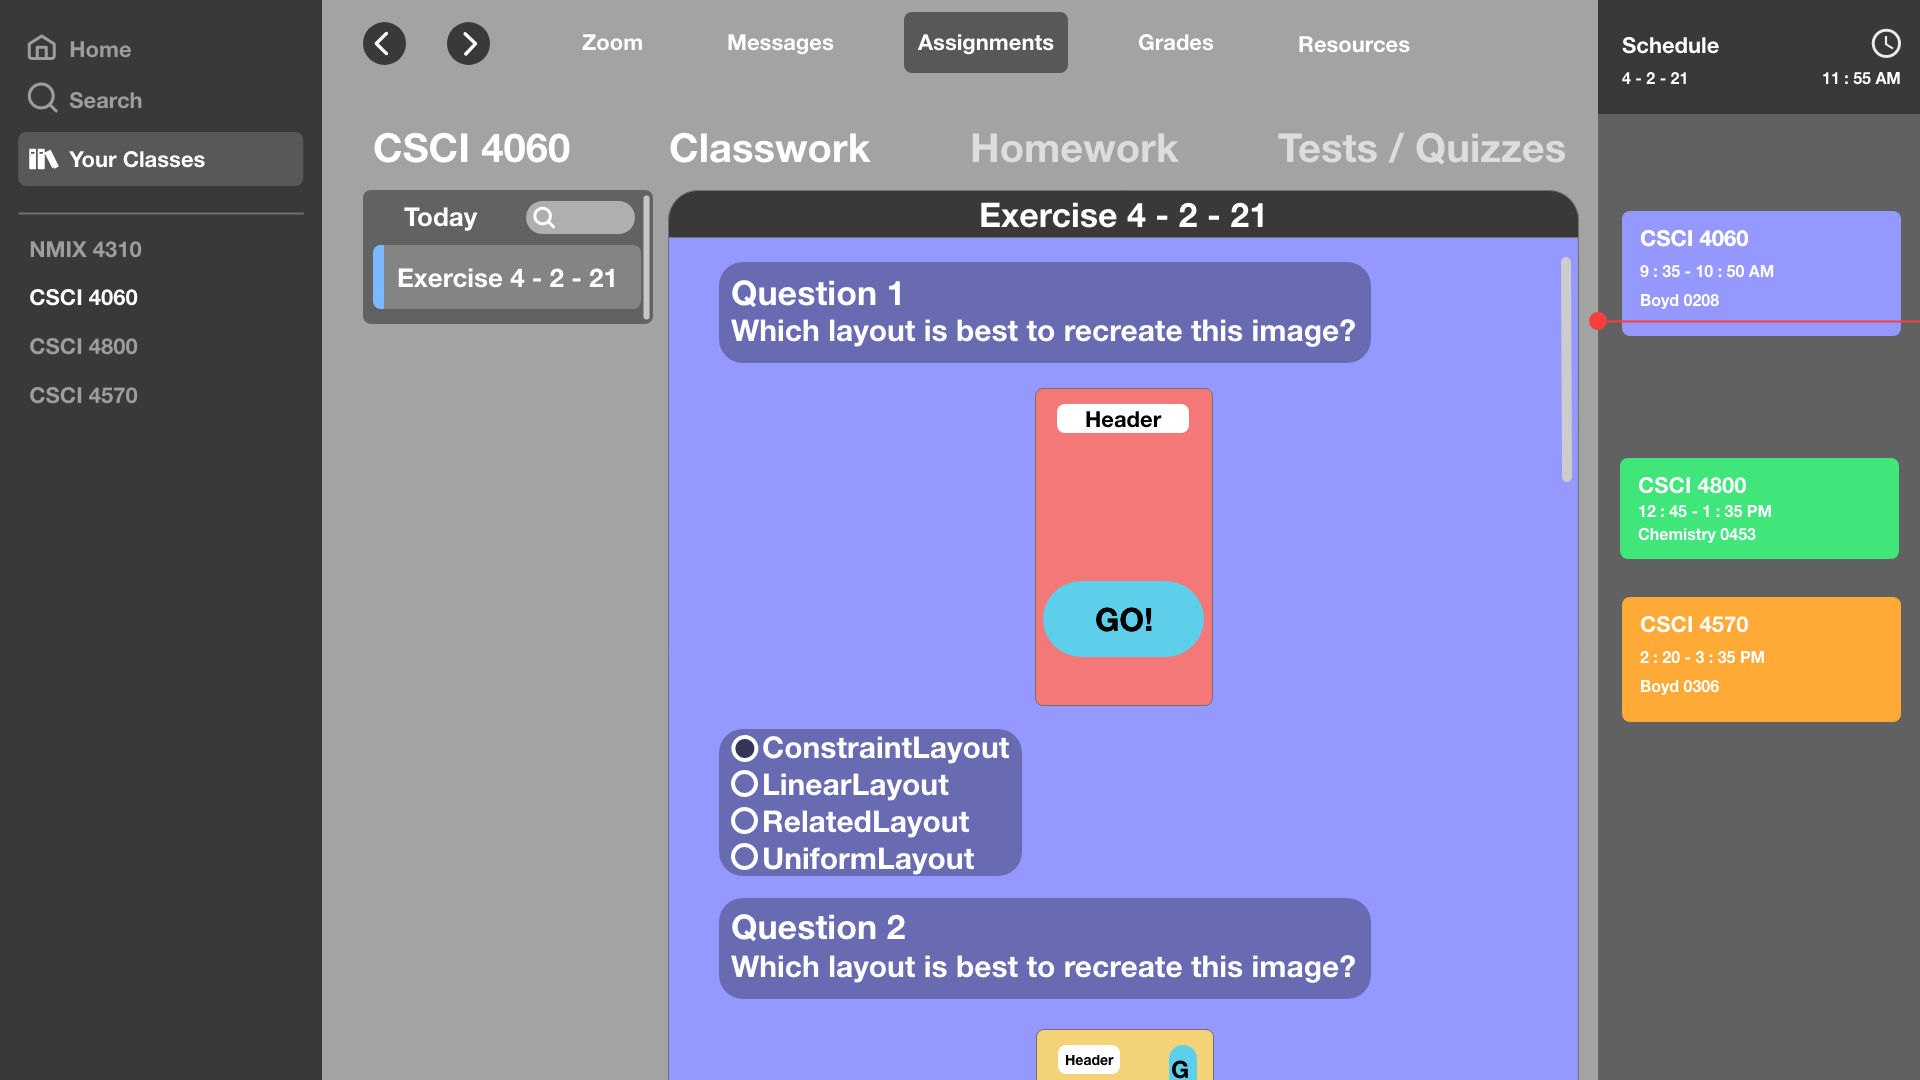 Home
Search
Your Classes
NMIX 4310
CSCI 4060
CSCI 4800
CSCI 4570
Zoom
Messages
Assignments
Grades
Resources
CSCI 4060
Classwork
Homework
Tests / Quizzes
Today
Exercise 4 - 2 - 21
Exercise 4 - 2 - 21
Question 1
Which layout is best to recreate this image?
Header
GO!
ConstraintLayout
LinearLayout
RelatedLayout
UniformLayout
Question 2
Which layout is best to recreate this image?
Header
G
Schedule
4 - 2 - 21
11 : 55 AM
CSCI 4060
9 : 35 - 10 : 50 AM
Boyd 0208
CSCI 4800
12 : 45 - 1 : 35 PM
Chemistry 0453
CSCI 4570
2 : 20 - 3 : 35 PM
Boyd 0306